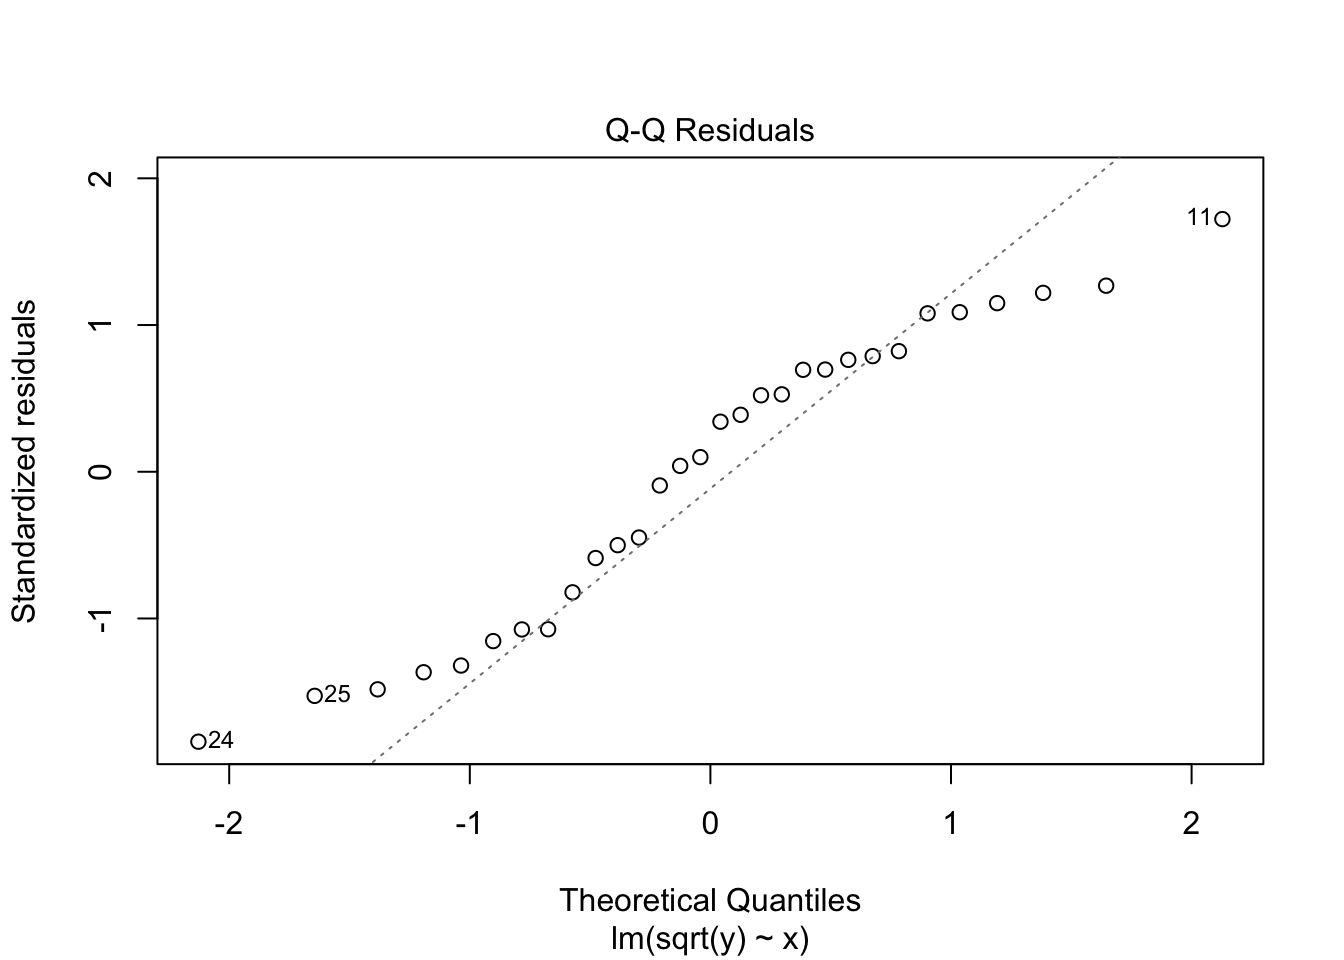 Q-Q Residuals
Standardized residuals
2
1
0
-1
11
25
24
-2 -1 0 1 2
Theoretical Quantiles
lm(sqrt(y) ~ x)